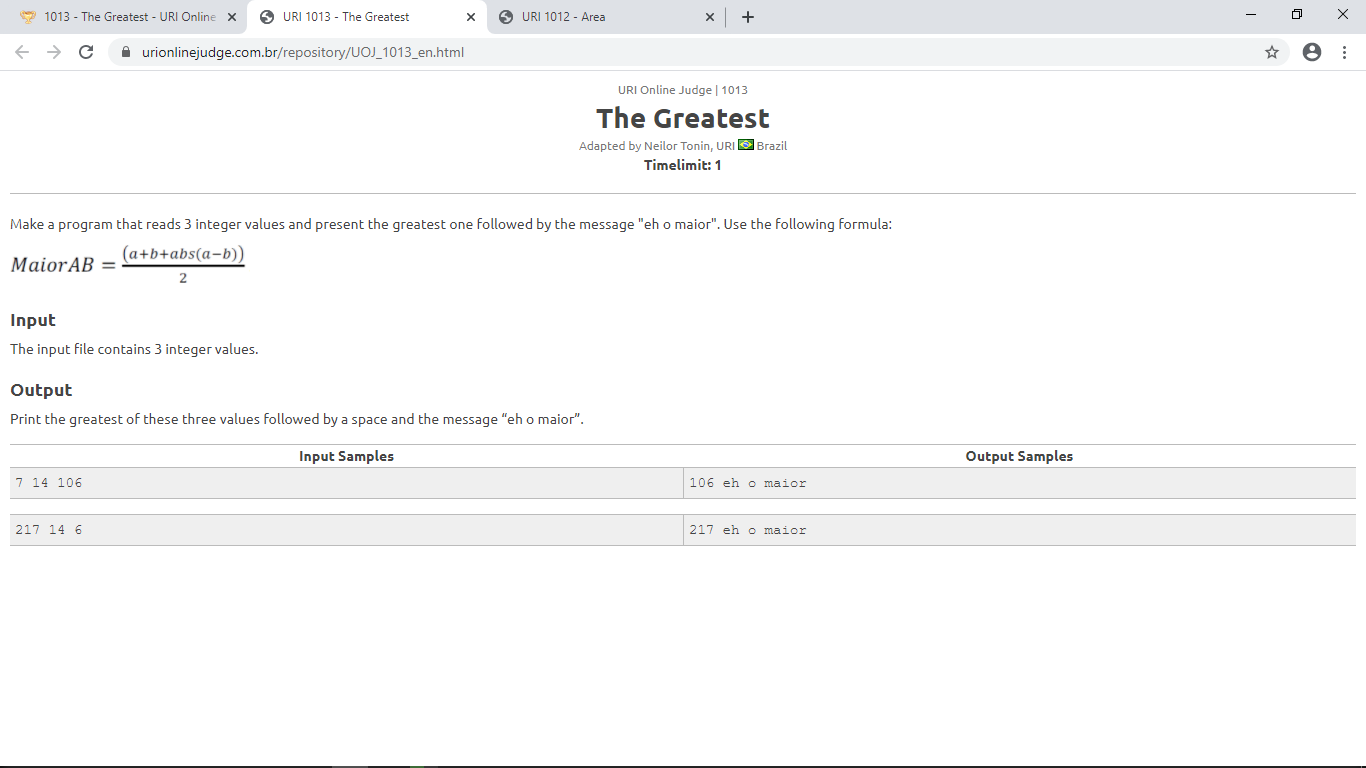 1013 - The Greatest - URI Online
URI 1013 - The Greatest
URI 1012 - Area
urionlinejudge.com.br/repository/UOJ_1013_en.html
URI Online Judge | 1013
The Greatest
Adapted by Neilor Tonin, URI Brazil
Timelimit: 1
Make a program that reads 3 integer values and present the greatest one followed by the message "eh o maior". Use the following formula:
MaiorAB = (a+b+abs(a−b))
2
Input
The input file contains 3 integer values.
Output
Print the greatest of these three values followed by a space and the message “eh o maior”.
Input Samples Output Samples
7 14 106 106 eh o maior
217 14 6 217 eh o maior